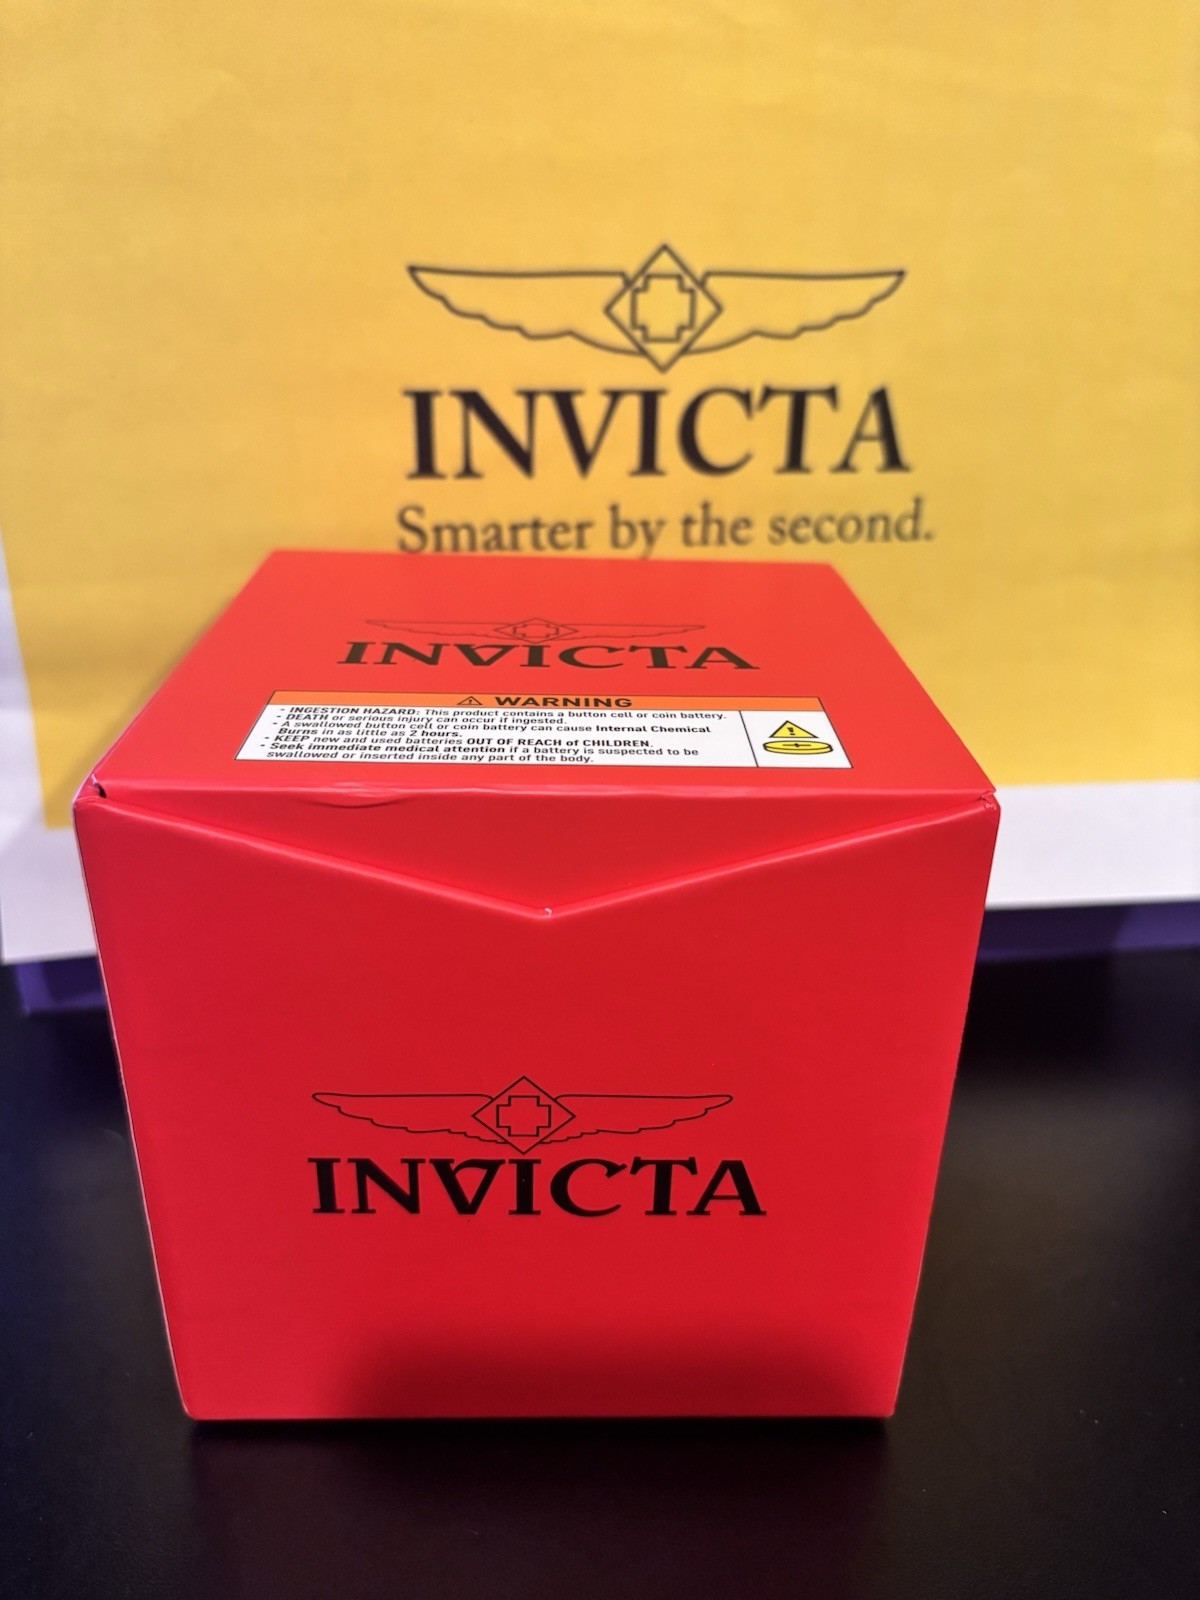 INVICTA
Smarter by the second.
INVICTA
⚠ WARNING
- INGESTION HAZARD: This product contains a button cell or coin battery.
- DEATH or serious injury can occur if ingested.
- A swallowed button cell or coin battery can cause Internal Chemical
Burns in as little as 2 hours.
- KEEP new and used batteries OUT OF REACH of CHILDREN.
- Seek immediate medical attention if a battery is suspected to be
swallowed or inserted inside any part of the body.
INVICTA